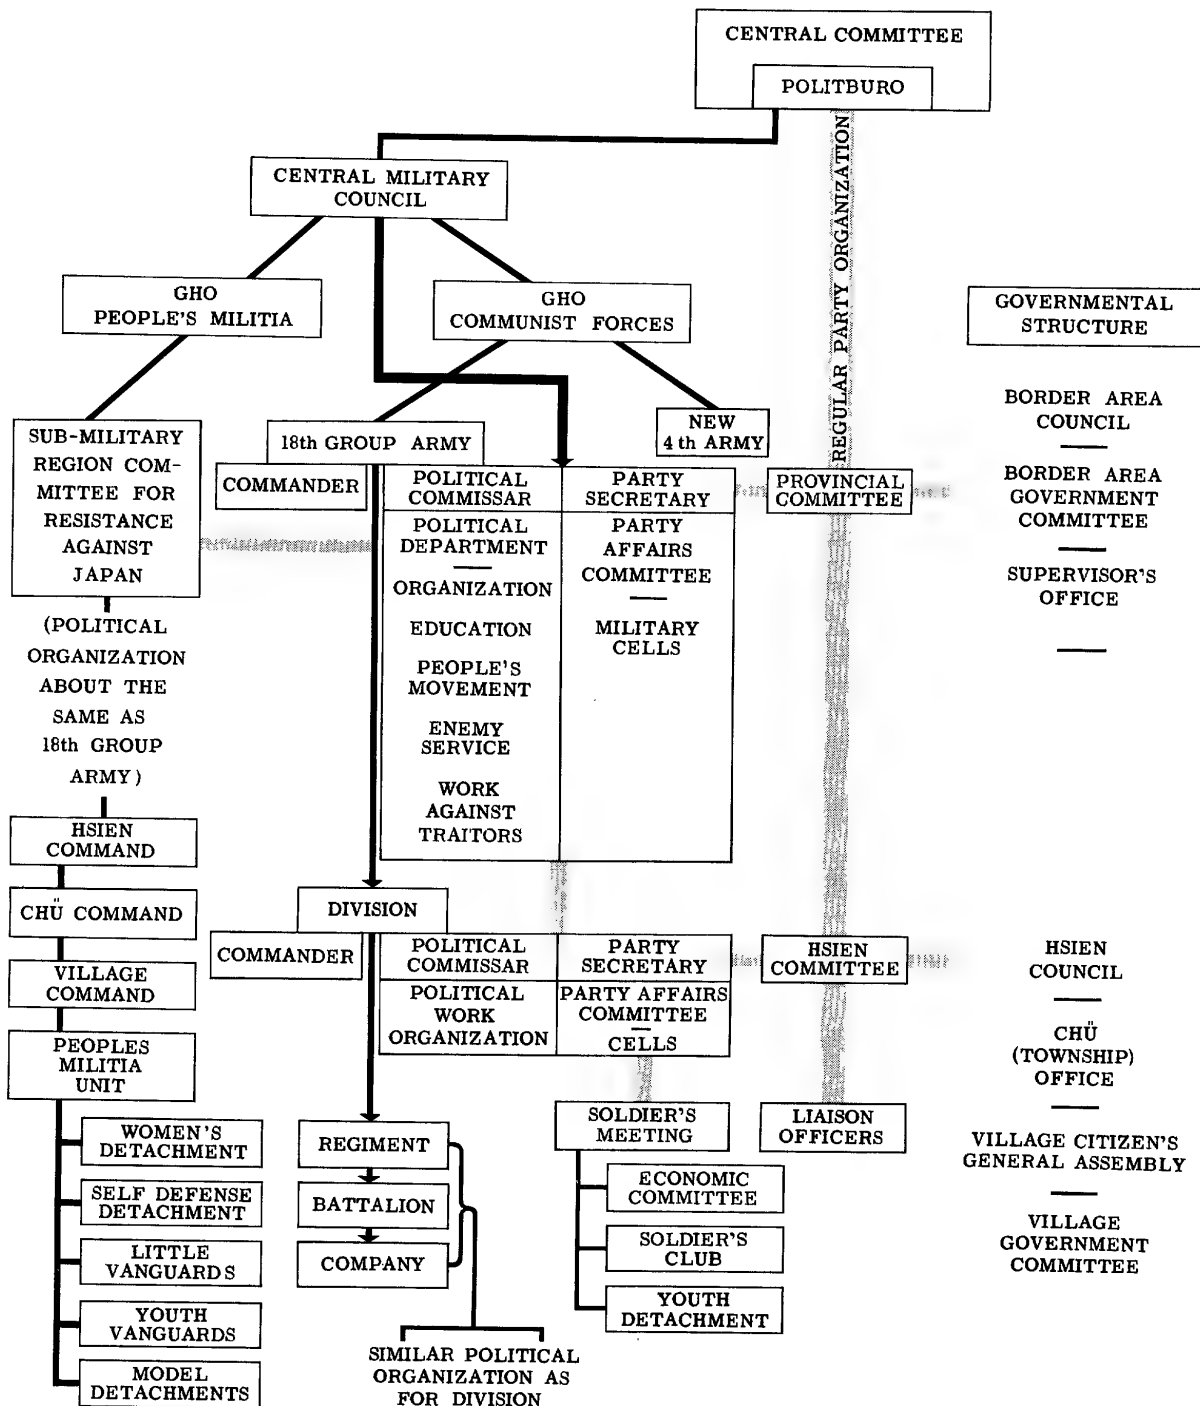 CENTRAL COMMITTEE
POLITBURO
REGULAR PARTY ORGANIZATION
CENTRAL MILITARY
COUNCIL
GHO
PEOPLE'S MILITIA
GHO
COMMUNIST FORCES
GOVERNMENTAL
STRUCTURE
SUB-MILITARY
REGION COM-
MITTEE FOR
RESISTANCE
AGAINST
JAPAN
(POLITICAL
ORGANIZATION
ABOUT THE
SAME AS
18th GROUP
ARMY)
18th GROUP ARMY
NEW
4 th ARMY
COMMANDER
POLITICAL
COMMISSAR
PARTY
SECRETARY
PROVINCIAL
COMMITTEE
POLITICAL
DEPARTMENT
ORGANIZATION
EDUCATION
PEOPLE'S
MOVEMENT
ENEMY
SERVICE
WORK
AGAINST
TRAITORS
PARTY
AFFAIRS
COMMITTEE
MILITARY
CELLS
BORDER AREA
COUNCIL
BORDER AREA
GOVERNMENT
COMMITTEE
SUPERVISOR'S
OFFICE
HSIEN
COMMAND
CHÜ COMMAND
VILLAGE
COMMAND
PEOPLES
MILITIA
UNIT
WOMEN'S
DETACHMENT
SELF DEFENSE
DETACHMENT
LITTLE
VANGUARDS
YOUTH
VANGUARDS
MODEL
DETACHMENTS
DIVISION
COMMANDER
POLITICAL
COMMISSAR
PARTY
SECRETARY
HSIEN
COMMITTEE
POLITICAL
WORK
ORGANIZATION
PARTY AFFAIRS
COMMITTEE
CELLS
REGIMENT
BATTALION
COMPANY
SIMILAR POLITICAL
ORGANIZATION AS
FOR DIVISION
SOLDIER'S
MEETING
ECONOMIC
COMMITTEE
SOLDIER'S
CLUB
YOUTH
DETACHMENT
LIAISON
OFFICERS
HSIEN
COUNCIL
CHÜ
(TOWNSHIP)
OFFICE
VILLAGE CITIZEN'S
GENERAL ASSEMBLY
VILLAGE
GOVERNMENT
COMMITTEE